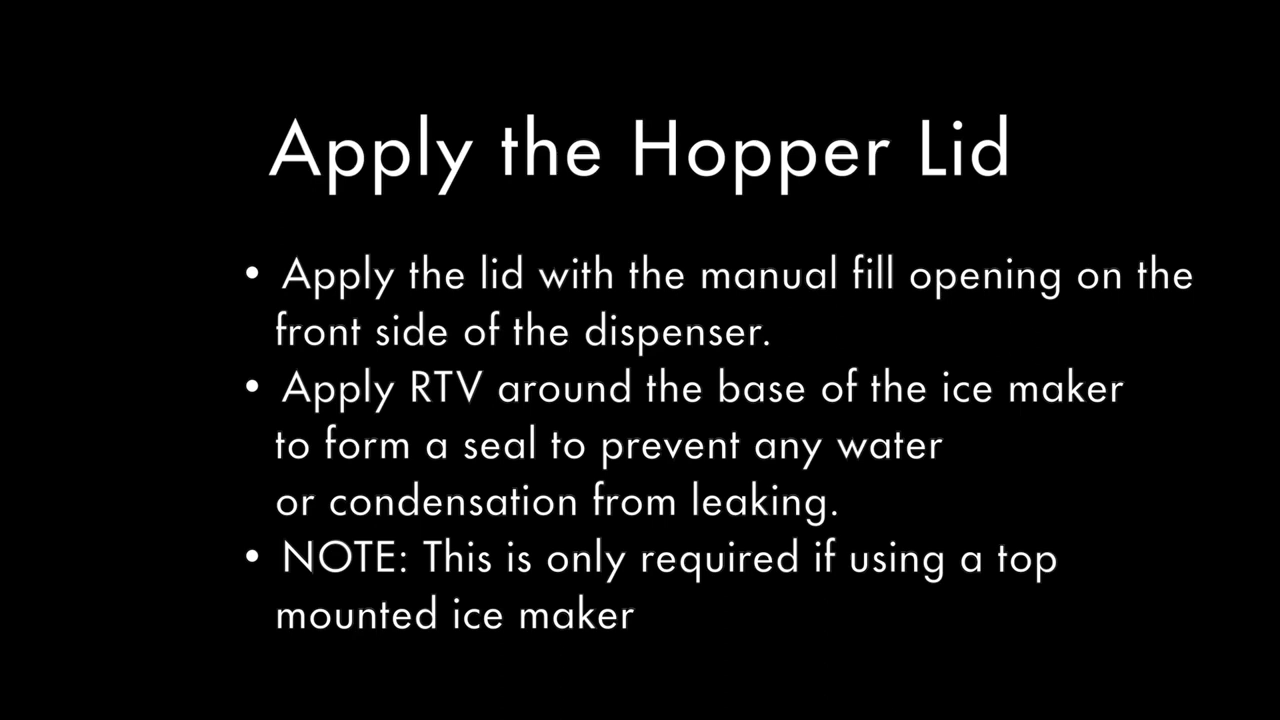 Apply the Hopper Lid
• Apply the lid with the manual fill opening on the
front side of the dispenser.
• Apply RTV around the base of the ice maker
to form a seal to prevent any water
or condensation from leaking.
• NOTE: This is only required if using a top
mounted ice maker